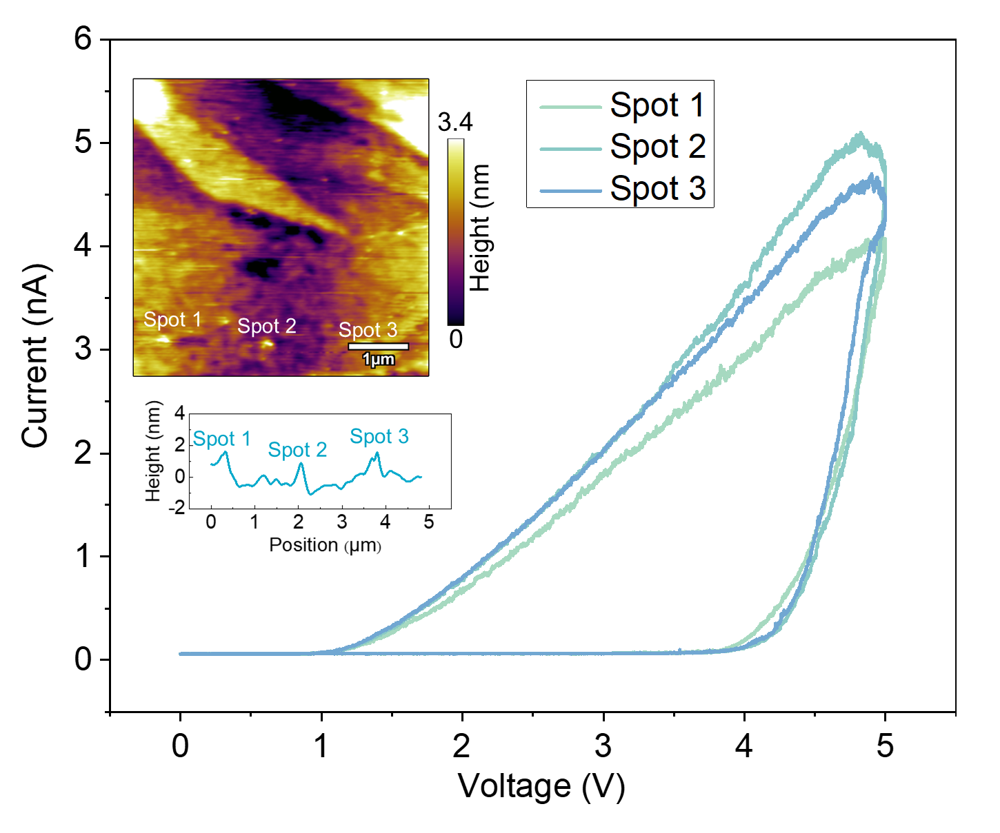 6
5
4
3
2
1
0
Current (nA)
0 1 2 3 4 5
Voltage (V)
Spot 1
Spot 2
Spot 3
3.4
Height (nm
0
Spot 1
Spot 2
Spot 3
1µm
4
2
0
-2
Height (nm)
Spot 1
Spot 2
Spot 3
0 1 2 3 4 5
Position (µm)